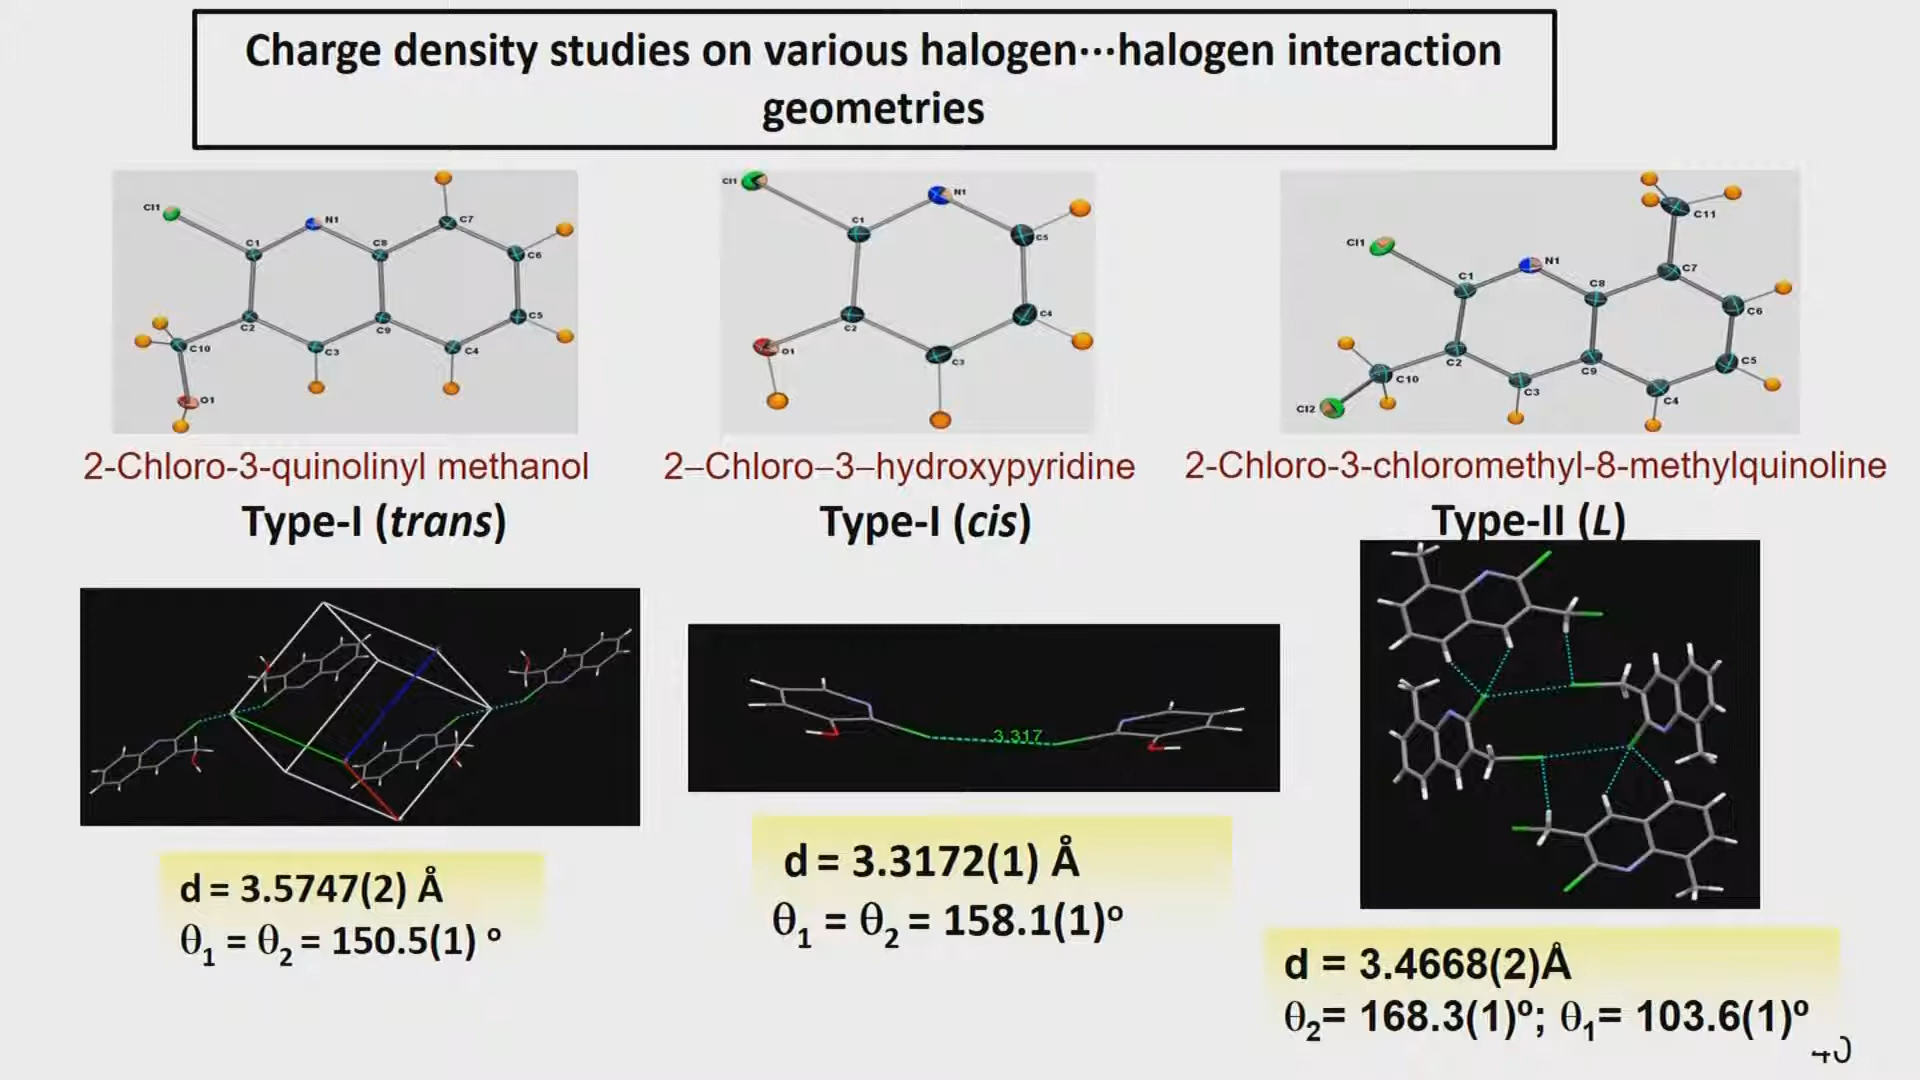 Charge density studies on various halogen···halogen interaction
geometries
Cl1
N1
C7
C1
C8
C6
C2
C5
C10
C3
C9
C4
O1
Cl1
N1
C1
C5
C2
C4
O1
C3
C11
Cl1
N1
C7
C1
C8
C6
C2
C5
C10
C9
C3
C4
Cl2
2-Chloro-3-quinolinyl methanol
2–Chloro–3–hydroxypyridine
2-Chloro-3-chloromethyl-8-methylquinoline
Type-I (trans)
Type-I (cis)
Type-II (L)
3.317
d = 3.5747(2) Å
θ1 = θ2 = 150.5(1) º
d = 3.3172(1) Å
θ1 = θ2 = 158.1(1)º
d = 3.4668(2)Å
θ2= 168.3(1)º; θ1= 103.6(1)º
40